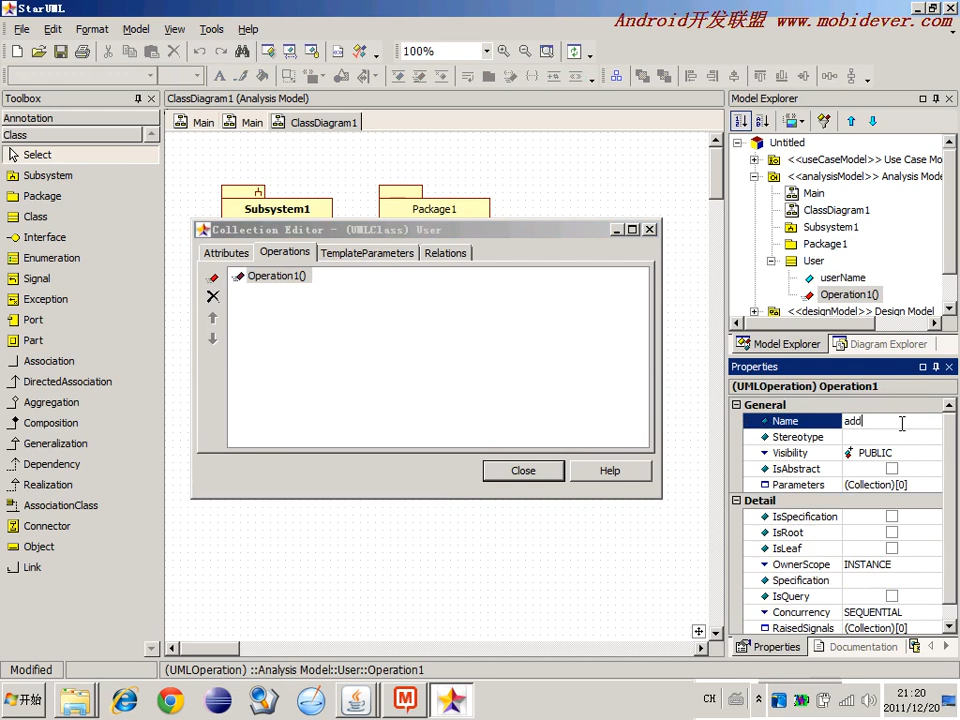 StarUML
Android开发联盟 www.mobidever.com
File Edit Format Model View Tools Help
100%
Toolbox
Annotation
Class
Select
Subsystem
Package
Class
Interface
Enumeration
Signal
Exception
Port
Part
Association
DirectedAssociation
Aggregation
Composition
Generalization
Dependency
Realization
AssociationClass
Connector
Object
Link
ClassDiagram1 (Analysis Model)
Main Main ClassDiagram1
Subsystem1
Package1
Collection Editor - (UMLClass) User
Attributes Operations TemplateParameters Relations
Operation1()
Close Help
Model Explorer
Untitled
<<useCaseModel>> Use Case Mo
<<analysisModel>> Analysis Mode
Main
ClassDiagram1
Subsystem1
Package1
User
userName
Operation1()
<<designModel>> Design Model
Model Explorer Diagram Explorer
Properties
(UMLOperation) Operation1
General
Name add
Stereotype
Visibility PUBLIC
IsAbstract
Parameters (Collection)[0]
Detail
IsSpecification
IsRoot
IsLeaf
OwnerScope INSTANCE
Specification
IsQuery
Concurrency SEQUENTIAL
RaisedSignals (Collection)[0]
Properties Documentation
Modified (UMLOperation) ::Analysis Model::User::Operation1
开始
CH
21:20
2011/12/20